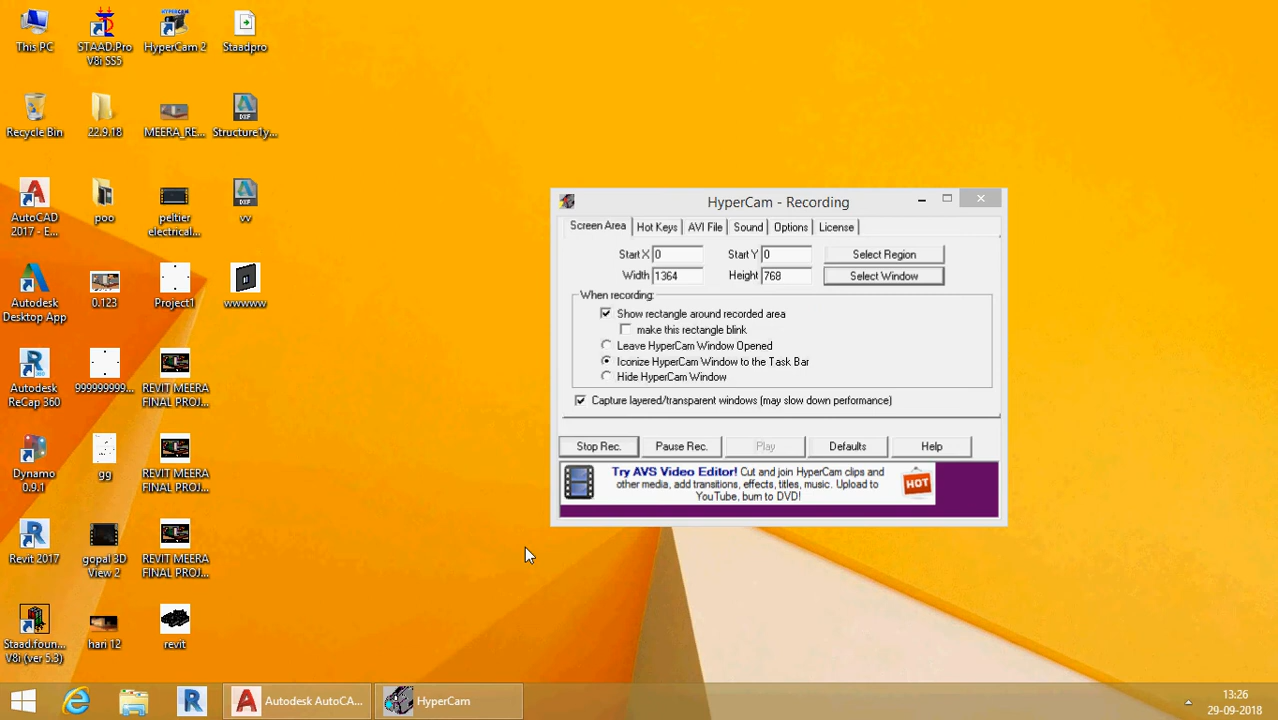 This PC
STAAD.Pro
V8i SS5
HyperCam 2
Staadpro
Recycle Bin
22.9.18
MEERA_RE...
Structure1y...
AutoCAD
2017 - E...
poo
peltier
electrical...
vv
Autodesk
Desktop App
0.123
Project1
wwwww
Autodesk
ReCap 360
999999999...
REVIT MEERA
FINAL PROJ...
Dynamo
0.9.1
gg
REVIT MEERA
FINAL PROJ...
Revit 2017
gopal 3D
View 2
REVIT MEERA
FINAL PROJ...
Staad.foun...
V8i (ver 5.3)
hari 12
revit
HyperCam - Recording
Screen Area
Hot Keys
AVI File
Sound
Options
License
Start X 0
Start Y 0
Select Region
Width 1364
Height 768
Select Window
When recording:
Show rectangle around recorded area
make this rectangle blink
Leave HyperCam Window Opened
Iconize HyperCam Window to the Task Bar
Hide HyperCam Window
Capture layered/transparent windows (may slow down performance)
Stop Rec.
Pause Rec.
Play
Defaults
Help
Try AVS Video Editor! Cut and join HyperCam clips and
other media, add transitions, effects, titles, music. Upload to
YouTube, burn to DVD!
HOT
Autodesk AutoCA...
HyperCam
13:26
29-09-2018